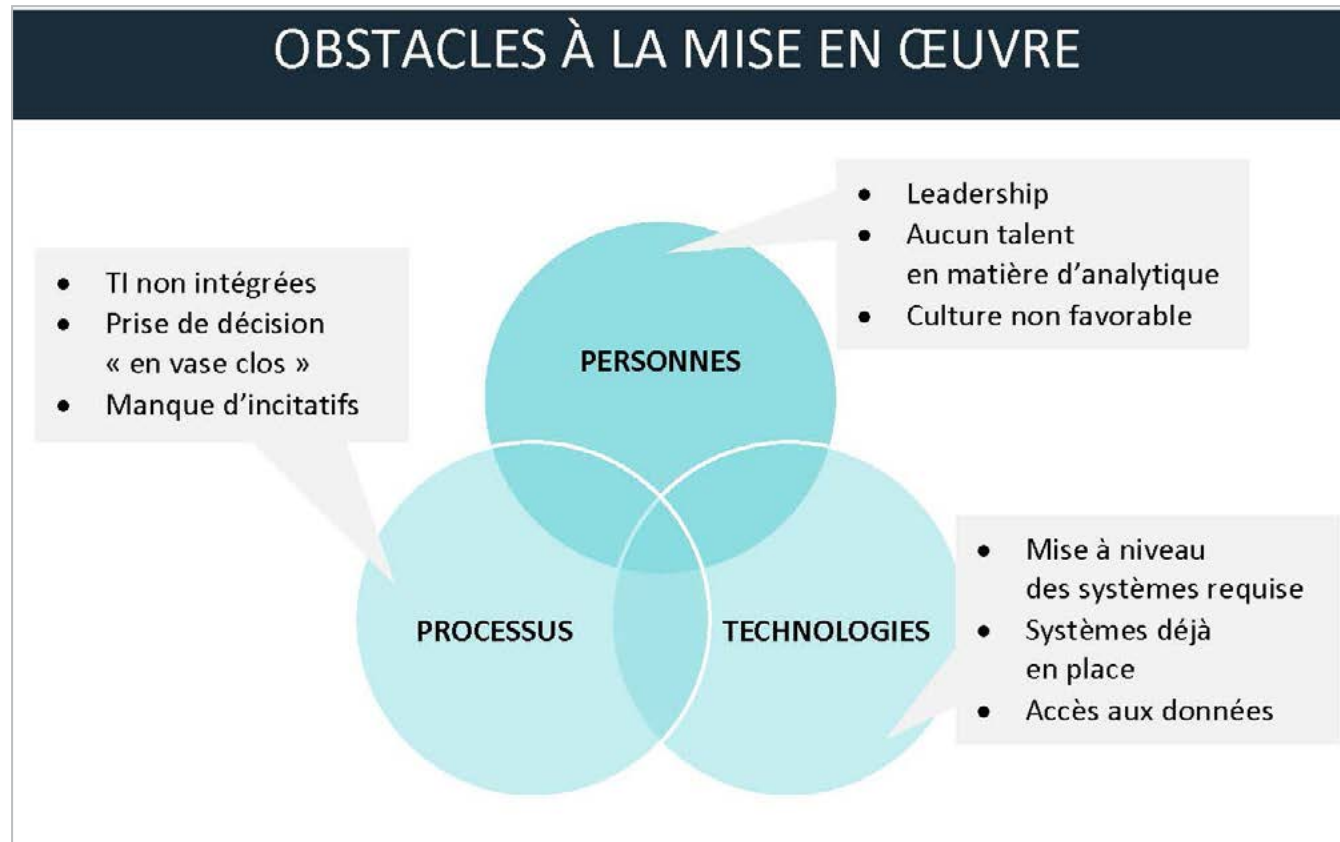 OBSTACLES À LA MISE EN ŒUVRE
• Leadership
• Aucun talent
en matière d’analytique
• Culture non favorable
• TI non intégrées
• Prise de décision
« en vase clos »
• Manque d’incitatifs
PERSONNES
PROCESSUS
TECHNOLOGIES
• Mise à niveau
des systèmes requise
• Systèmes déjà
en place
• Accès aux données